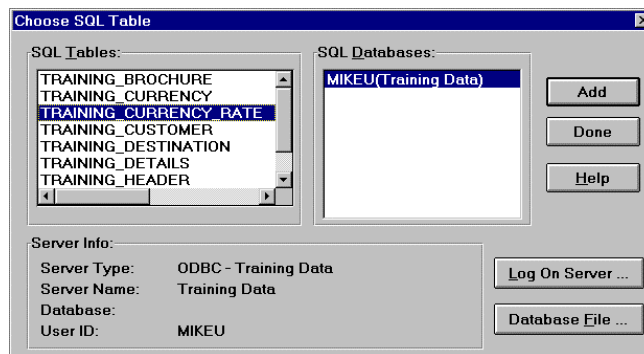 Choose SQL Table
SQL Tables:
TRAINING_BROCHURE
TRAINING_CURRENCY
TRAINING_CURRENCY_RATE
TRAINING_CUSTOMER
TRAINING_DESTINATION
TRAINING_DETAILS
TRAINING_HEADER
SQL Databases:
MIKEU(Training Data)
Add
Done
Help
Server Info:
Server Type: ODBC - Training Data
Server Name: Training Data
Database:
User ID: MIKEU
Log On Server ...
Database File ...